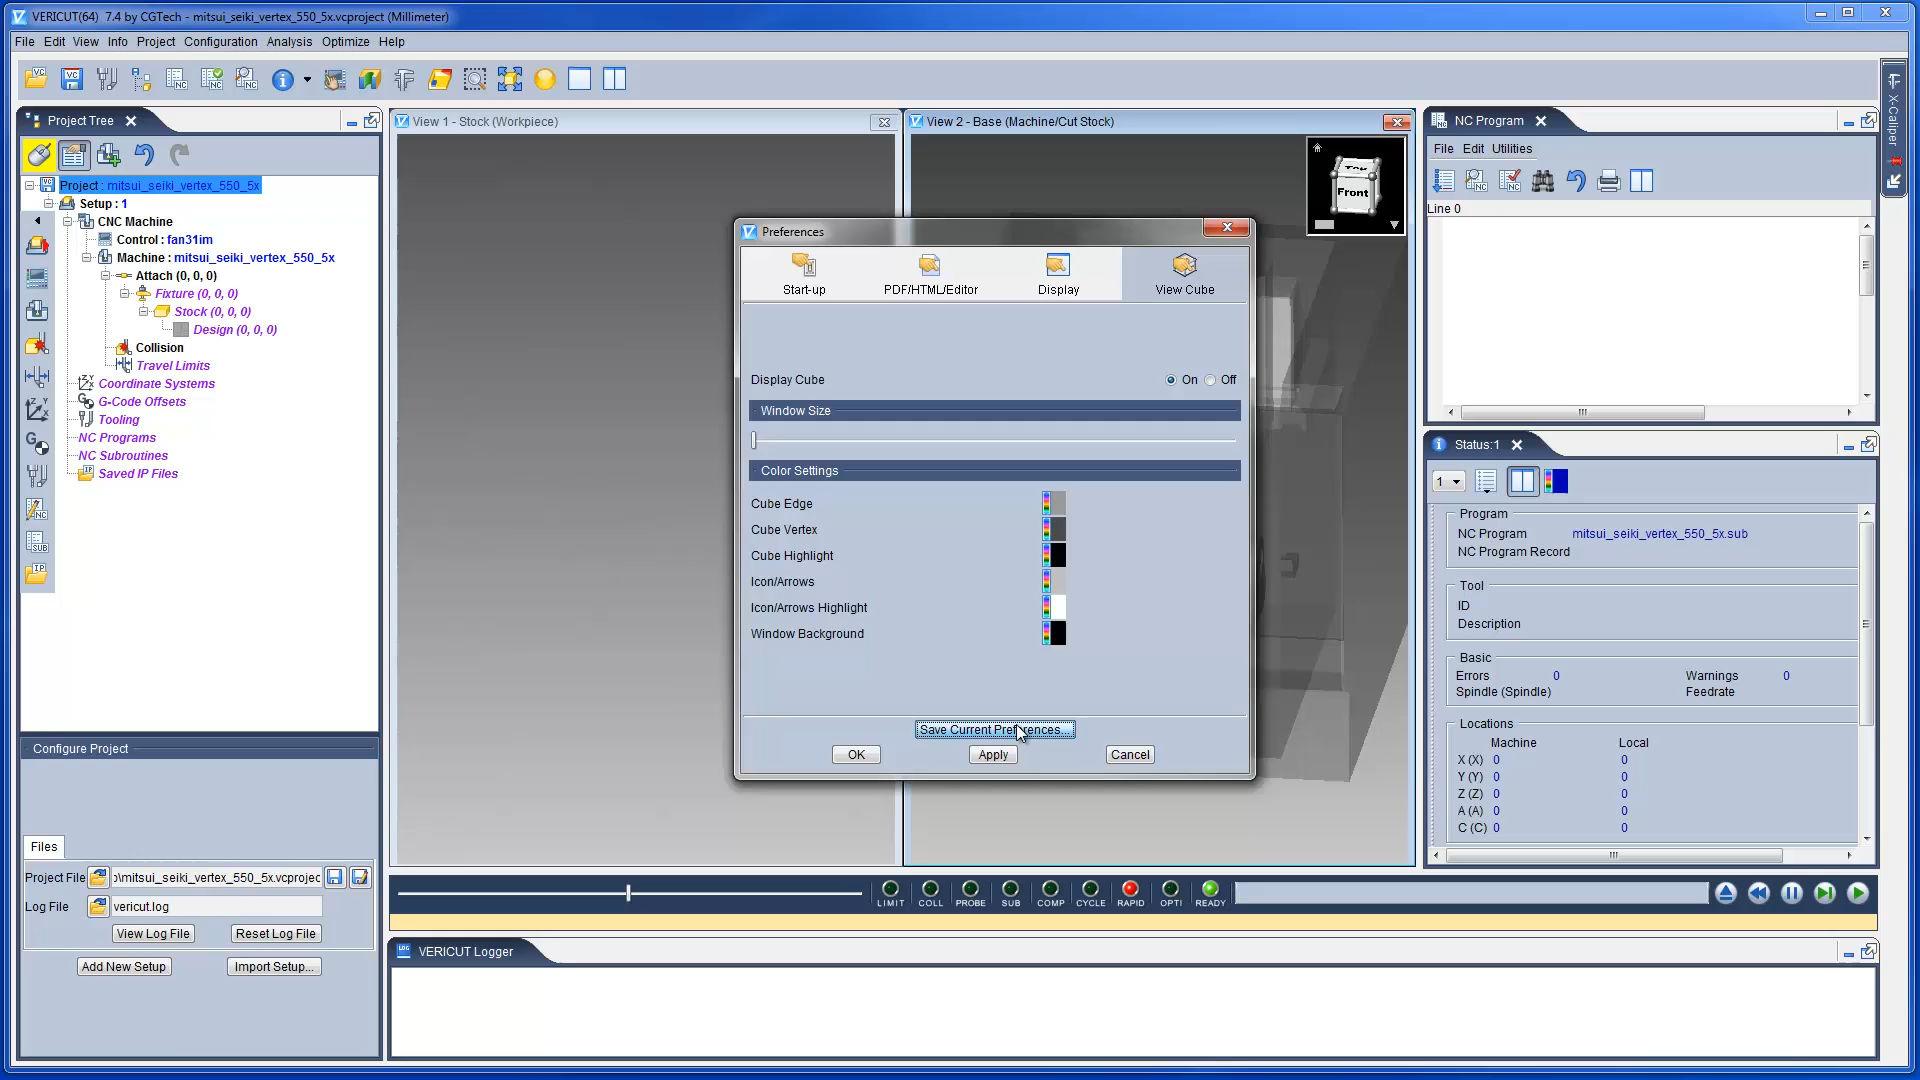 VERICUT(64)  7.4 by CGTech - mitsui_seiki_vertex_550_5x.vcproject (Millimeter)
File Edit View Info Project Configuration Analysis Optimize Help
Project Tree
Project : mitsui_seiki_vertex_550_5x
Setup : 1
CNC Machine
Control : fan31im
Machine : mitsui_seiki_vertex_550_5x
Attach (0, 0, 0)
Fixture (0, 0, 0)
Stock (0, 0, 0)
Design (0, 0, 0)
Collision
Travel Limits
Coordinate Systems
G-Code Offsets
Tooling
NC Programs
NC Subroutines
Saved IP Files
Configure Project
Files
Project File ɔ\mitsui_seiki_vertex_550_5x.vcprojec
Log File vericut.log
View Log File Reset Log File
Add New Setup Import Setup...
View 1 - Stock (Workpiece)
View 2 - Base (Machine/Cut Stock)
Top
Front
Preferences
Start-up PDF/HTML/Editor Display View Cube
Display Cube On Off
Window Size
Color Settings
Cube Edge
Cube Vertex
Cube Highlight
Icon/Arrows
Icon/Arrows Highlight
Window Background
Save Current Preferences...
OK Apply Cancel
LIMIT COLL PROBE SUB COMP CYCLE RAPID OPTI READY
LOG VERICUT Logger
NC Program
File Edit Utilities
Line 0
Status:1
1
Program
NC Program mitsui_seiki_vertex_550_5x.sub
NC Program Record
Tool
ID
Description
Basic
Errors 0 Warnings 0
Spindle (Spindle) Feedrate
Locations
Machine Local
X (X) 0 0
Y (Y) 0 0
Z (Z) 0 0
A (A) 0 0
C (C) 0 0
X-Caliper